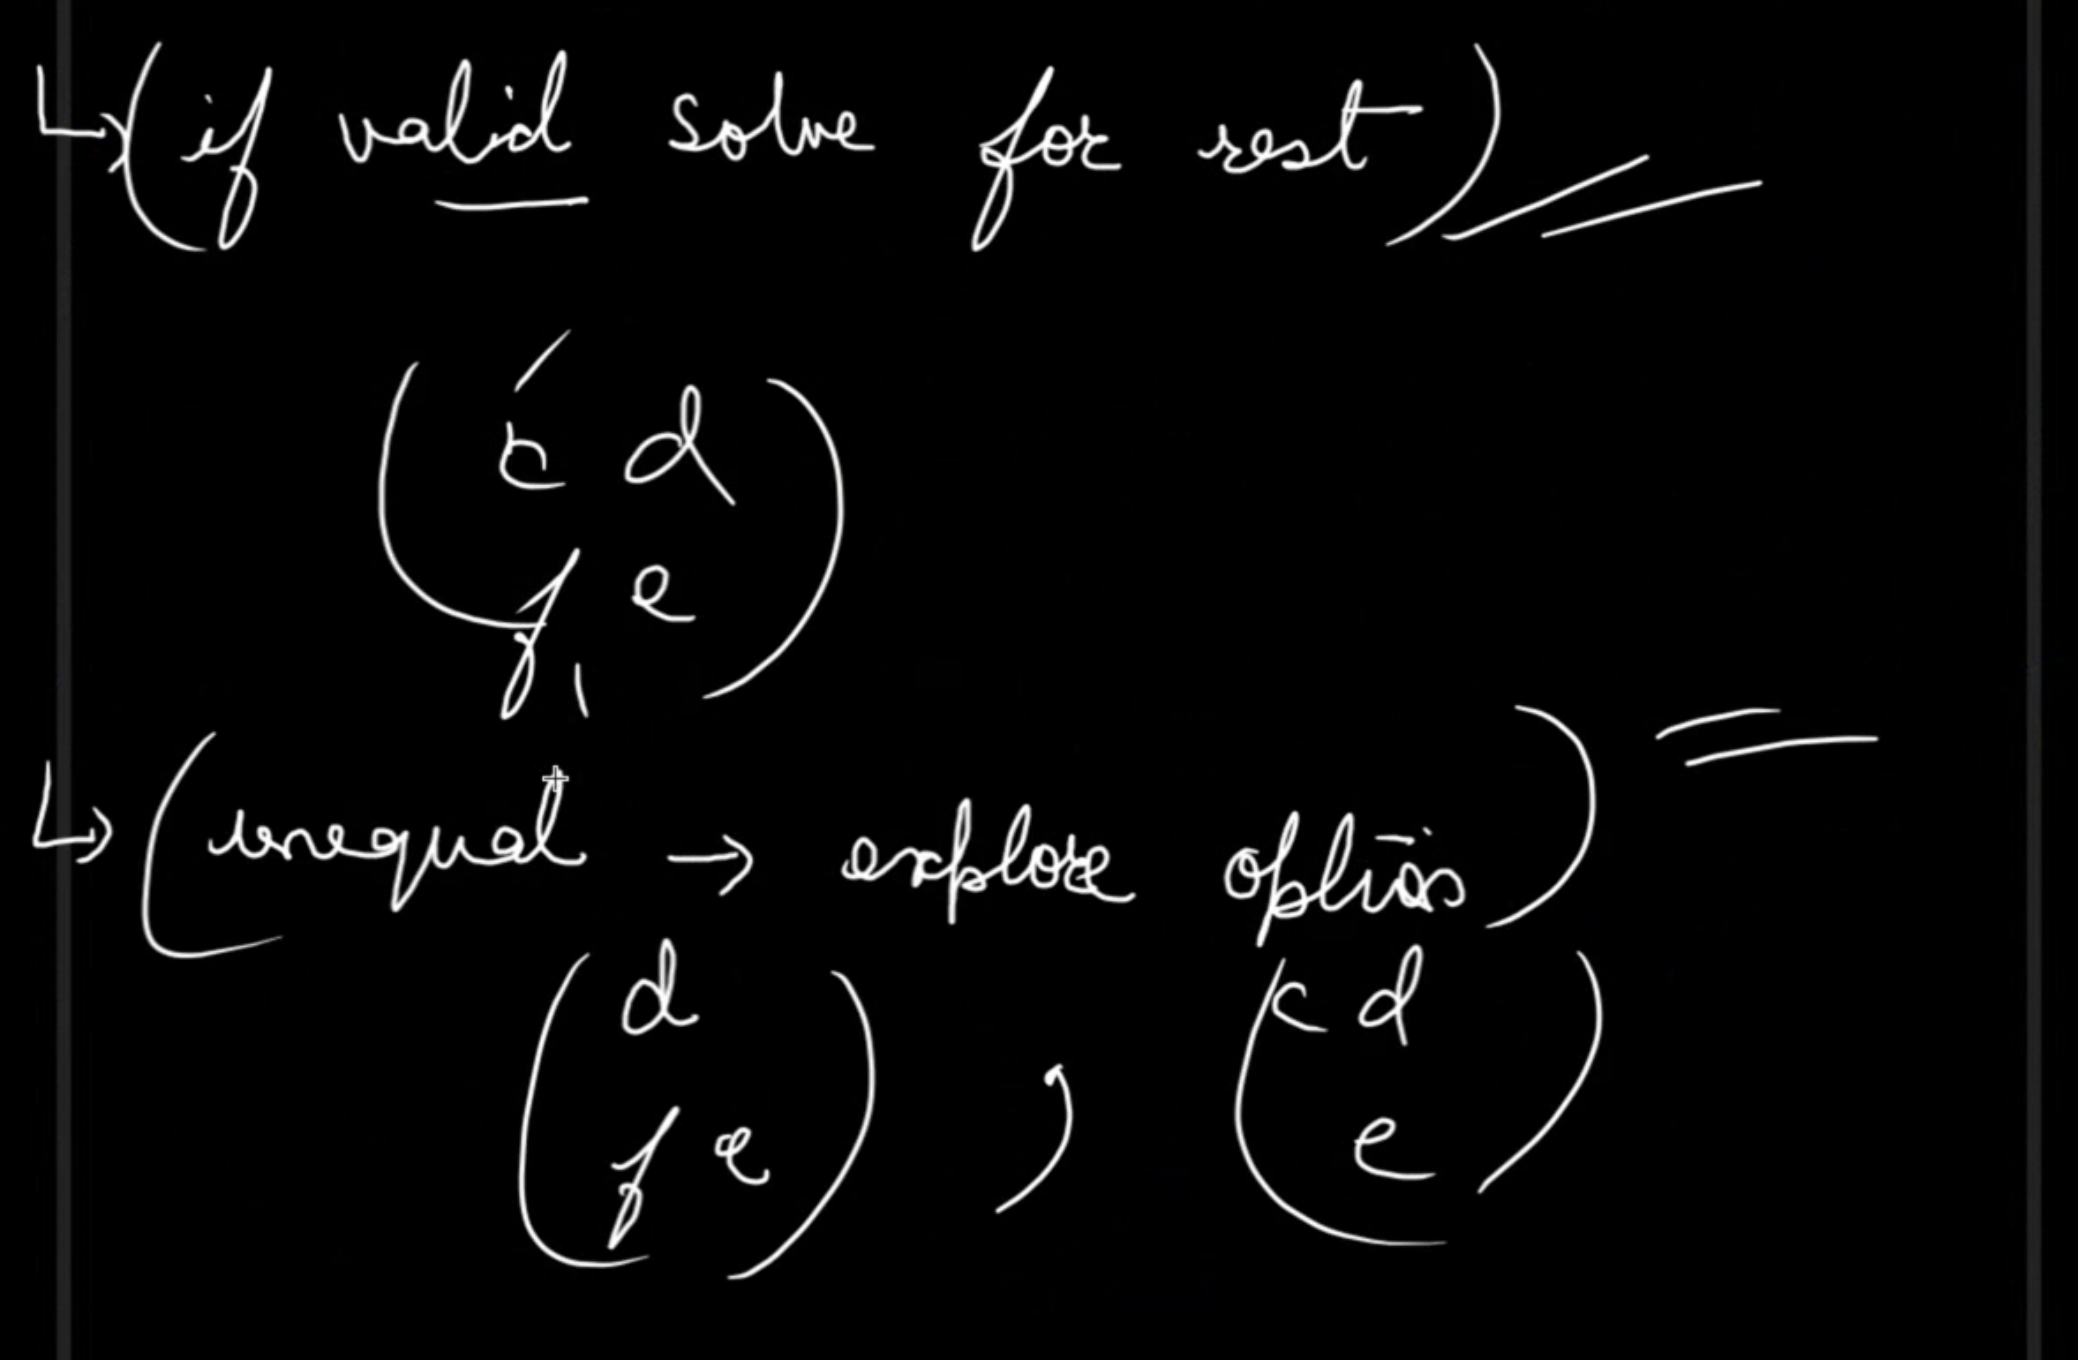 ↳ (if valid solve for rest)
( c d
f e )
↳ (unequal → explore options)
( d , ( c d
f e ) e )